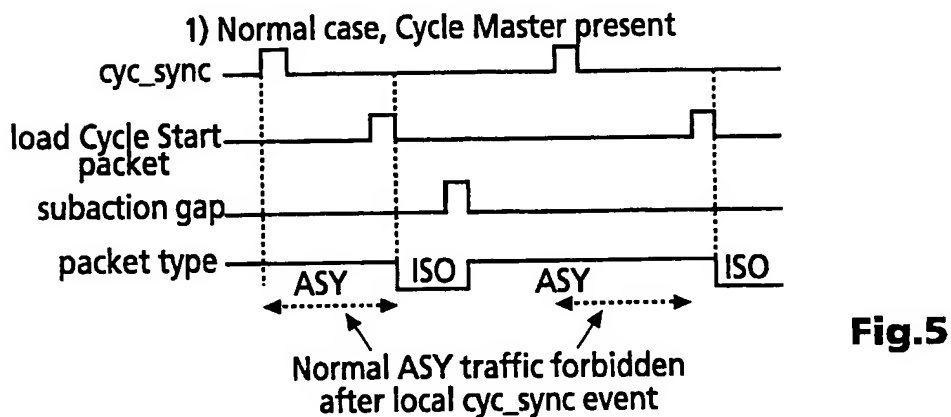 1) Normal case, Cycle Master present
cyc_sync
load Cycle Start
packet
subaction gap
packet type
ASY
ISO
ASY
ISO
Normal ASY traffic forbidden
after local cyc_sync event
Fig.5